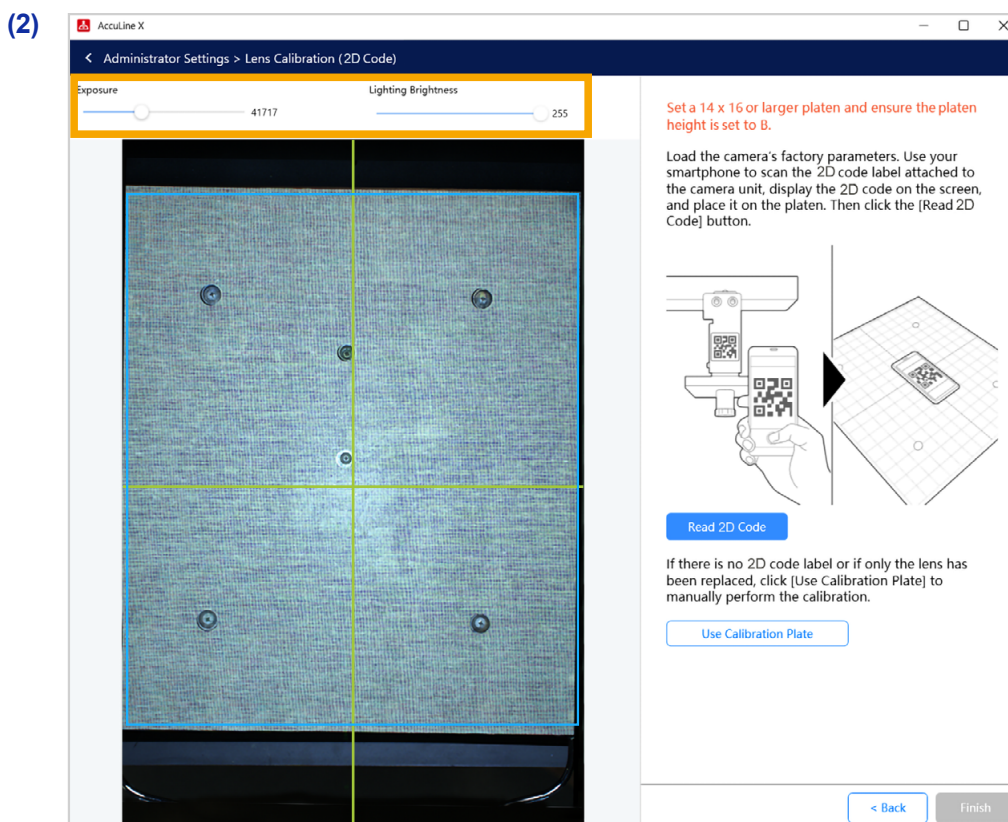 (2)
AccuLine X
Administrator Settings > Lens Calibration (2D Code)
Exposure
41717
Lighting Brightness
255
Set a 14 x 16 or larger platen and ensure the platen
height is set to B.
Load the camera's factory parameters. Use your
smartphone to scan the 2D code label attached to
the camera unit, display the 2D code on the screen,
and place it on the platen. Then click the [Read 2D
Code] button.
Read 2D Code
If there is no 2D code label or if only the lens has
been replaced, click [Use Calibration Plate] to
manually perform the calibration.
Use Calibration Plate
< Back
Finish